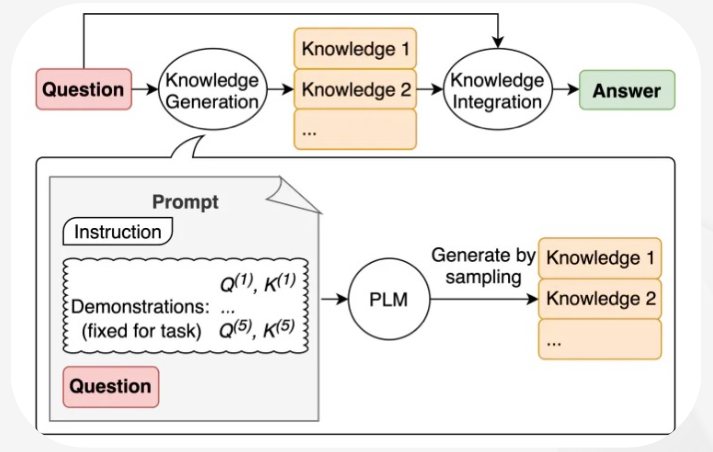 Question
Knowledge
Generation
Knowledge 1
Knowledge 2
...
Knowledge
Integration
Answer
Prompt
Instruction
Q(1), K(1)
Demonstrations: ...
(fixed for task) Q(5), K(5)
Question
PLM
Generate by
sampling
Knowledge 1
Knowledge 2
...